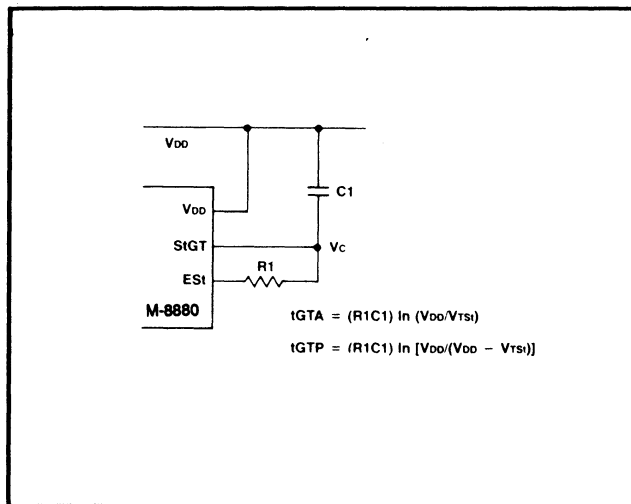 VDD
VDD
C1
StGT
VC
R1
ESt
M-8880
tGTA = (R1C1) ln (VDD/VTSt)
tGTP = (R1C1) ln [VDD/(VDD − VTSt)]